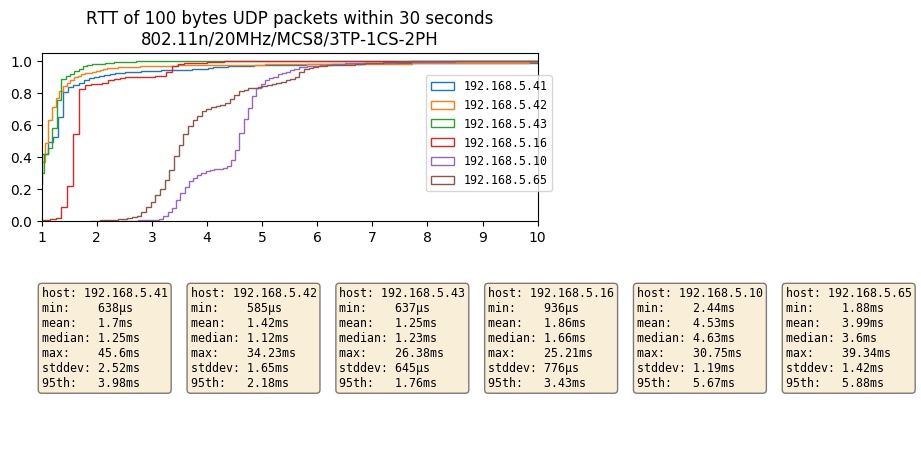 RTT of 100 bytes UDP packets within 30 seconds
802.11n/20MHz/MCS8/3TP-1CS-2PH
1.0
0.8
0.6
0.4
0.2
0.0
1 2 3 4 5 6 7 8 9 10
192.168.5.41
192.168.5.42
192.168.5.43
192.168.5.16
192.168.5.10
192.168.5.65
host: 192.168.5.41
min: 638µs
mean: 1.7ms
median: 1.25ms
max: 45.6ms
stddev: 2.52ms
95th: 3.98ms
host: 192.168.5.42
min: 585µs
mean: 1.42ms
median: 1.12ms
max: 34.23ms
stddev: 1.65ms
95th: 2.18ms
host: 192.168.5.43
min: 637µs
mean: 1.25ms
median: 1.23ms
max: 26.38ms
stddev: 645µs
95th: 1.76ms
host: 192.168.5.16
min: 936µs
mean: 1.86ms
median: 1.66ms
max: 25.21ms
stddev: 776µs
95th: 3.43ms
host: 192.168.5.10
min: 2.44ms
mean: 4.53ms
median: 4.63ms
max: 30.75ms
stddev: 1.19ms
95th: 5.67ms
host: 192.168.5.65
min: 1.88ms
mean: 3.99ms
median: 3.6ms
max: 39.34ms
stddev: 1.42ms
95th: 5.88ms